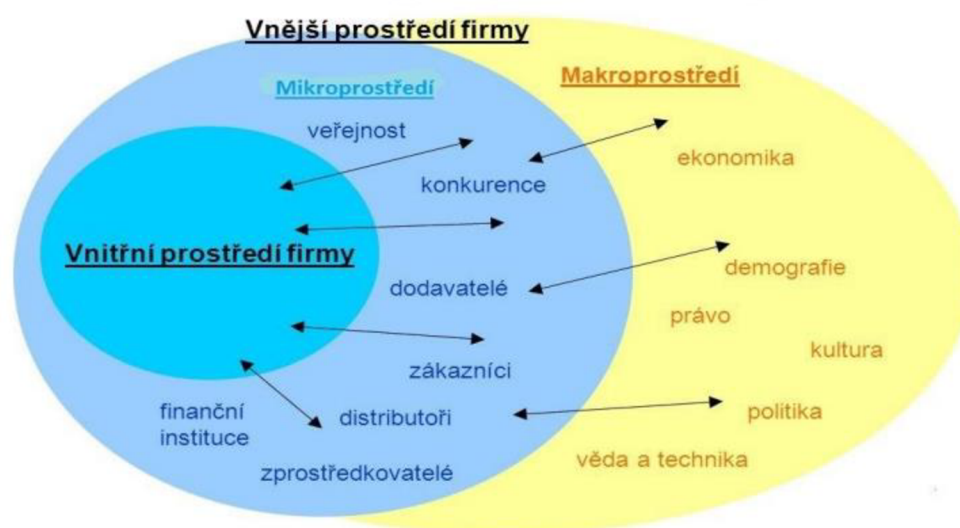 Vnější prostředí firmy
Mikroprostředí
Makroprostředí
veřejnost
ekonomika
konkurence
Vnitřní prostředí firmy
demografie
dodavatelé
právo
kultura
zákazníci
finanční
instituce
distributoři
politika
věda a technika
zprostředkovatelé